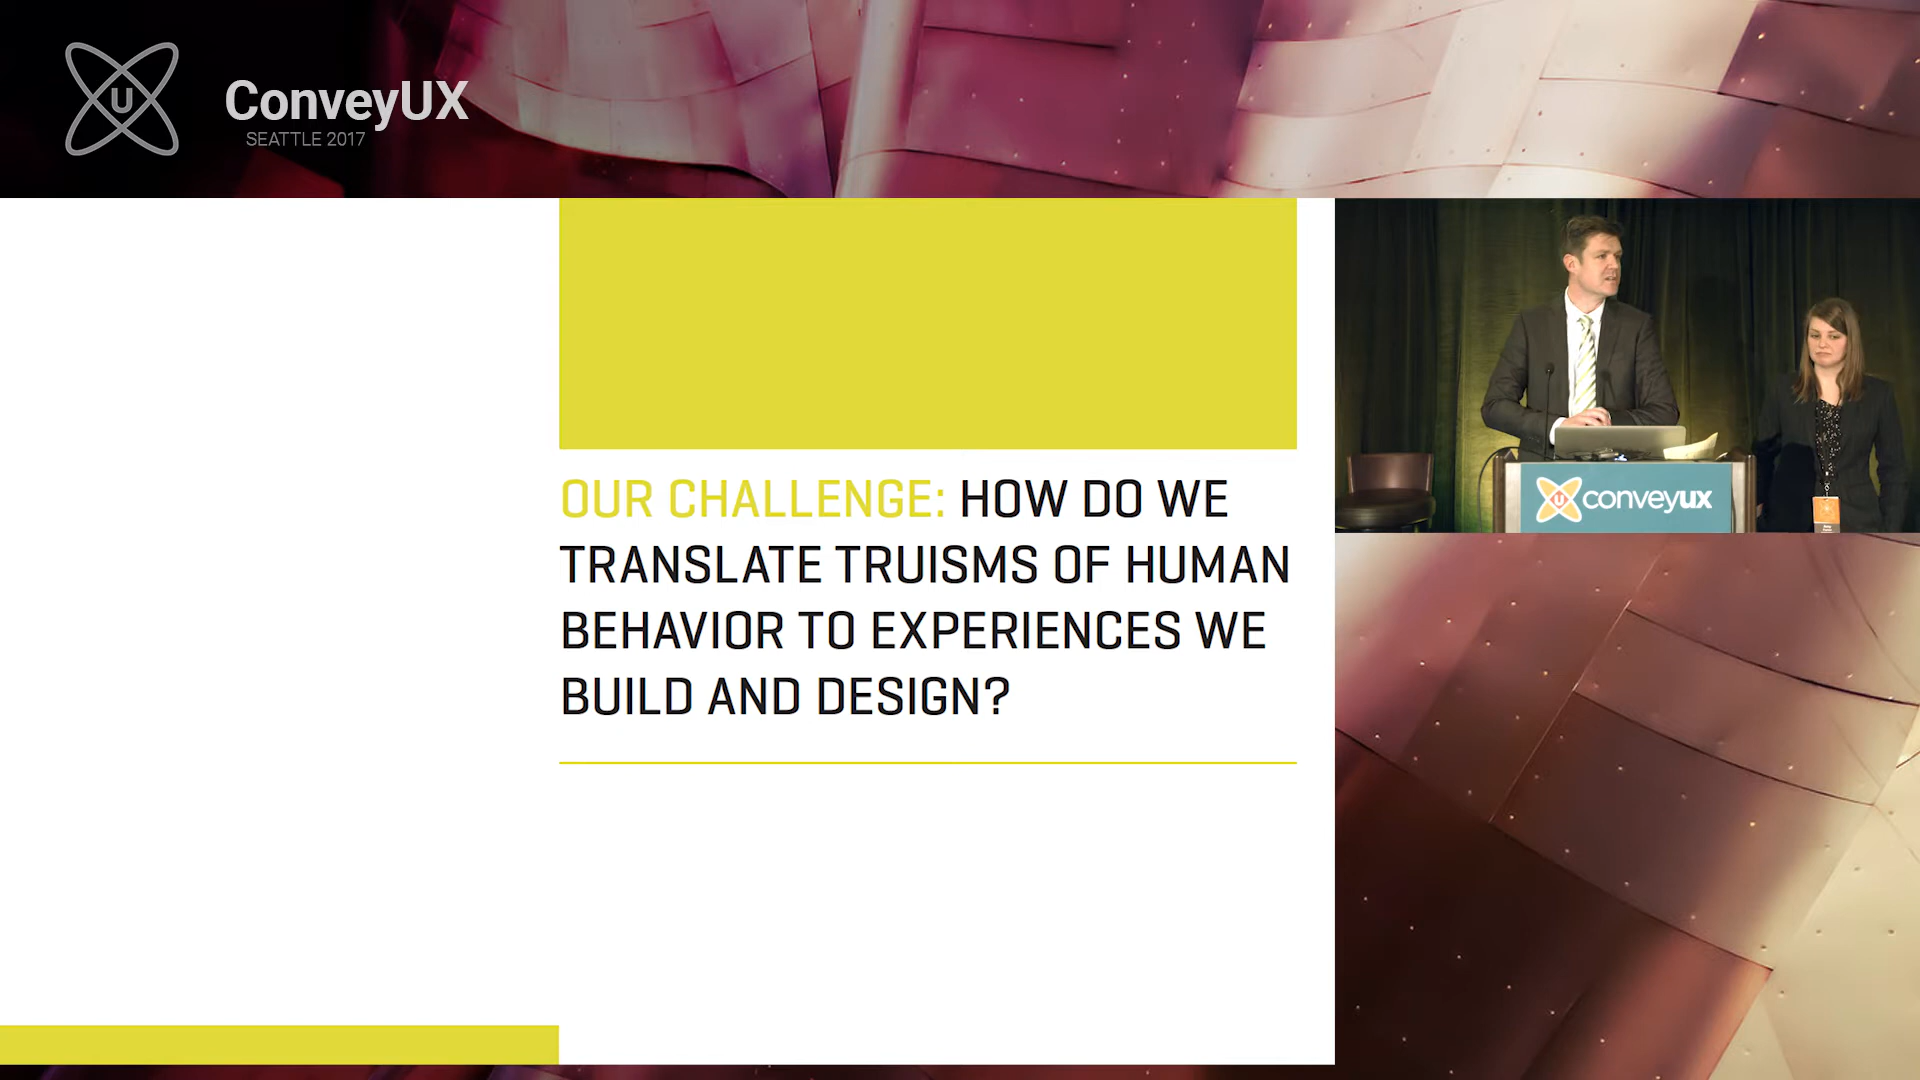 U
ConveyUX
SEATTLE 2017
OUR CHALLENGE: HOW DO WE
TRANSLATE TRUISMS OF HUMAN
BEHAVIOR TO EXPERIENCES WE
BUILD AND DESIGN?
U conveyux